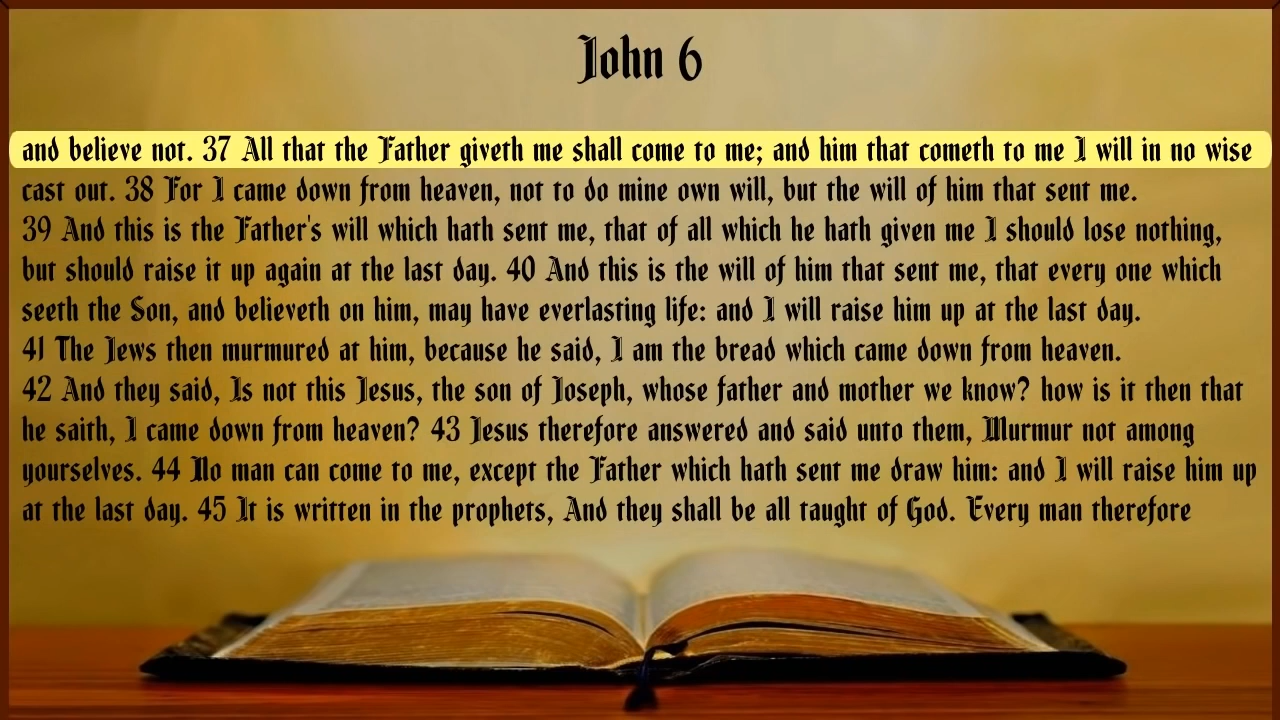 John 6
and believe not. 37 All that the Father giveth me shall come to me; and him that cometh to me I will in no wise
cast out. 38 For I came down from heaven, not to do mine own will, but the will of him that sent me.
39 And this is the Father's will which hath sent me, that of all which he hath given me I should lose nothing,
but should raise it up again at the last day. 40 And this is the will of him that sent me, that every one which
seeth the Son, and believeth on him, may have everlasting life: and I will raise him up at the last day.
41 The Jews then murmured at him, because he said, I am the bread which came down from heaven.
42 And they said, Is not this Jesus, the son of Joseph, whose father and mother we know? how is it then that
he saith, I came down from heaven? 43 Jesus therefore answered and said unto them, Murmur not among
yourselves. 44 No man can come to me, except the Father which hath sent me draw him: and I will raise him up
at the last day. 45 It is written in the prophets, And they shall be all taught of God. Every man therefore